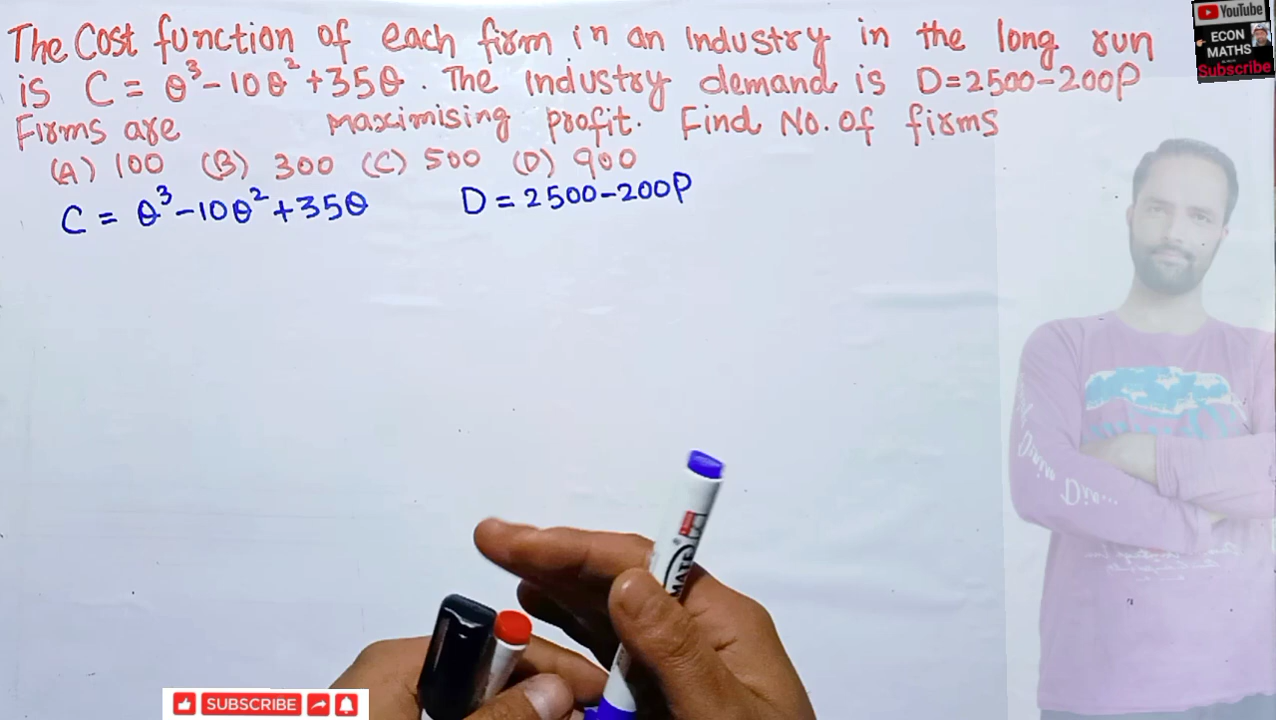 The Cost function of each firm in an industry in the long run
is C = θ³-10θ²+35θ. The industry demand is D=2500-200P
Firms are maximising profit. Find No. of firms
(A) 100 (B) 300 (C) 500 (D) 900
C = θ³-10θ²+35θ D = 2500-200P
YouTube
ECON
MATHS
Subscribe
MATE
SUBSCRIBE